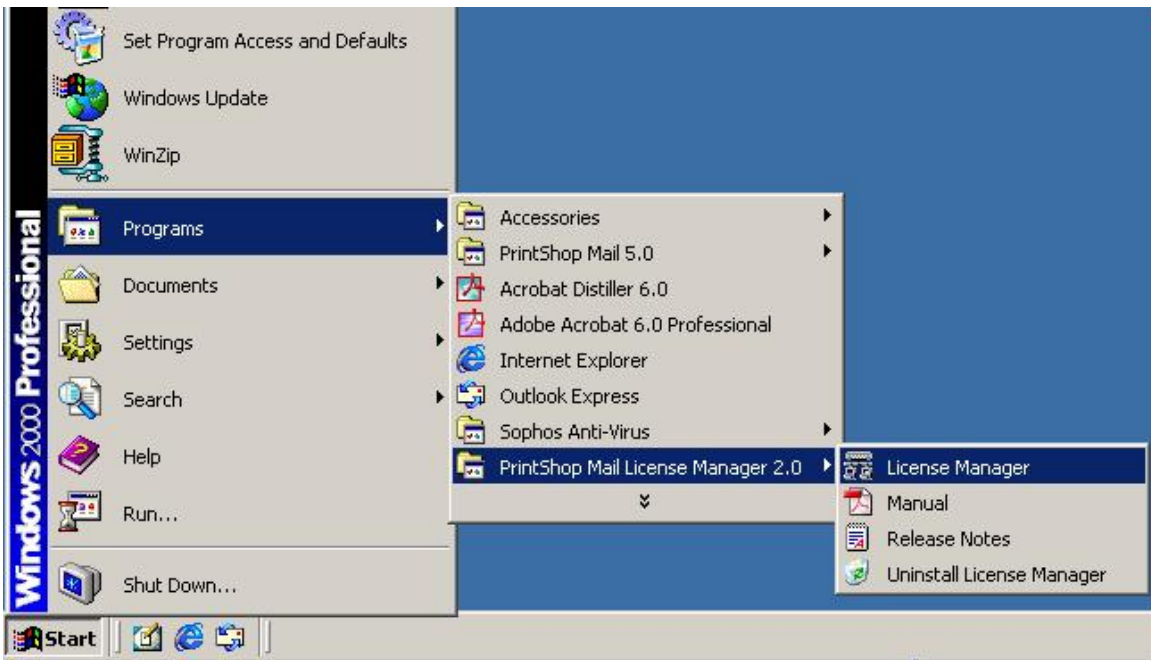 Set Program Access and Defaults
Windows Update
WinZip
Programs
Documents
Settings
Search
Help
Run...
Shut Down...
Windows 2000 Professional
Accessories
PrintShop Mail 5.0
Acrobat Distiller 6.0
Adobe Acrobat 6.0 Professional
Internet Explorer
Outlook Express
Sophos Anti-Virus
PrintShop Mail License Manager 2.0
License Manager
Manual
Release Notes
Uninstall License Manager
Start